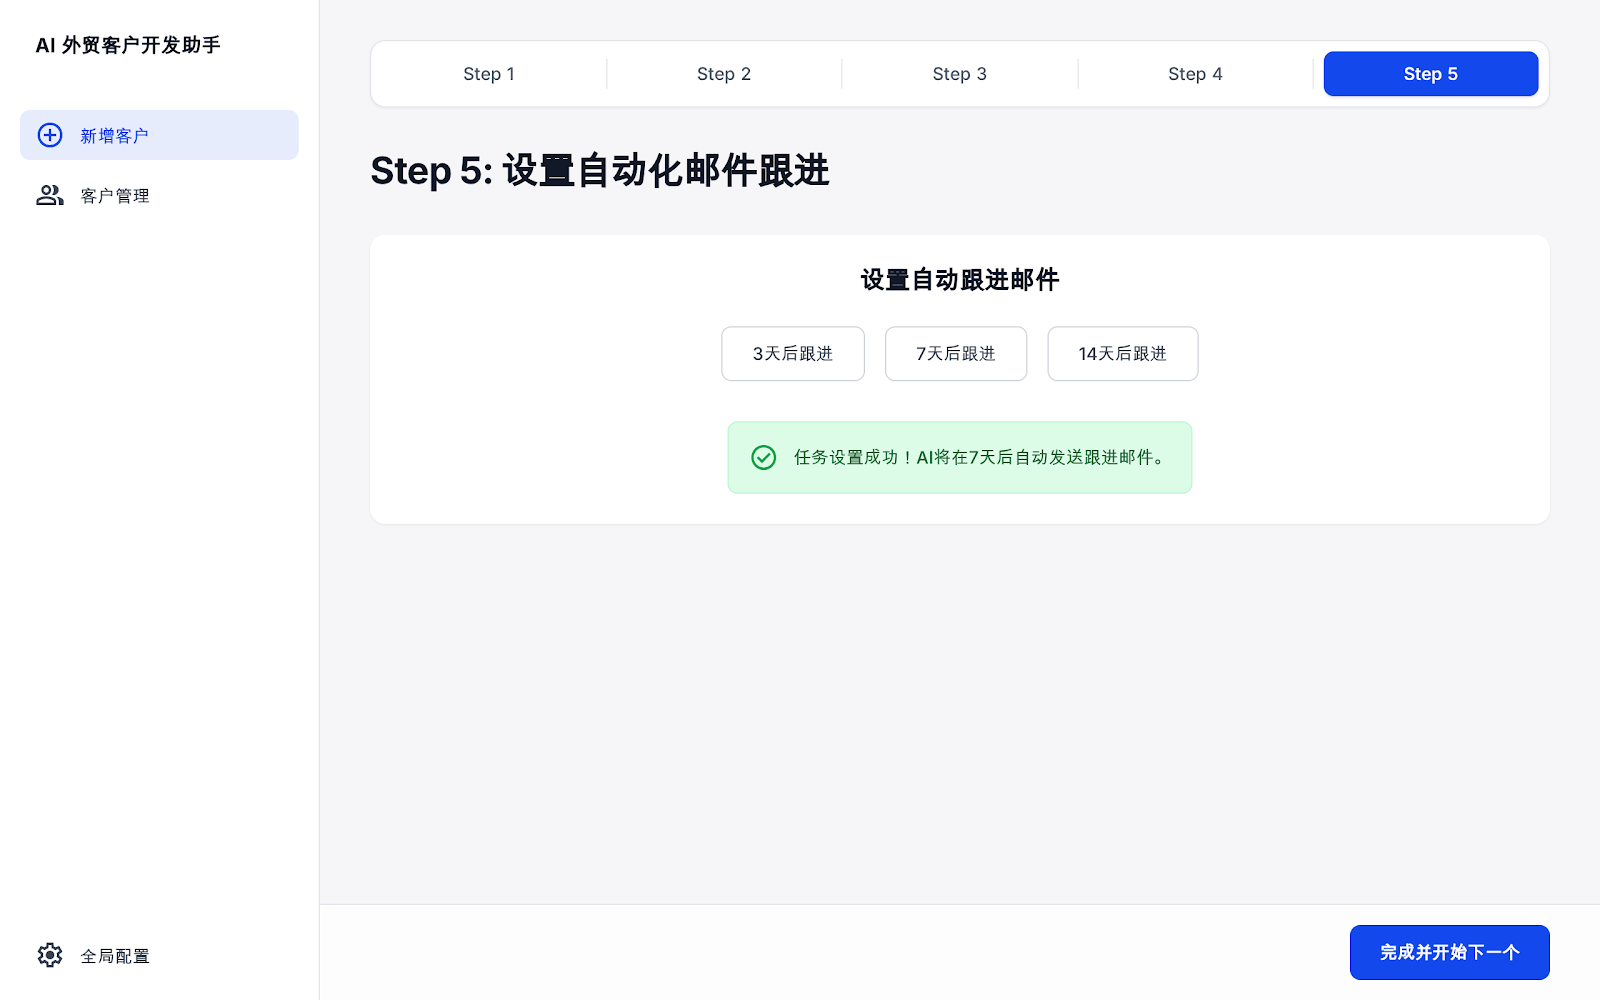 AI 外贸客户开发助手
新增客户
客户管理
全局配置
Step 1
Step 2
Step 3
Step 4
Step 5
Step 5: 设置自动化邮件跟进
设置自动跟进邮件
3天后跟进
7天后跟进
14天后跟进
任务设置成功！AI将在7天后自动发送跟进邮件。
完成并开始下一个